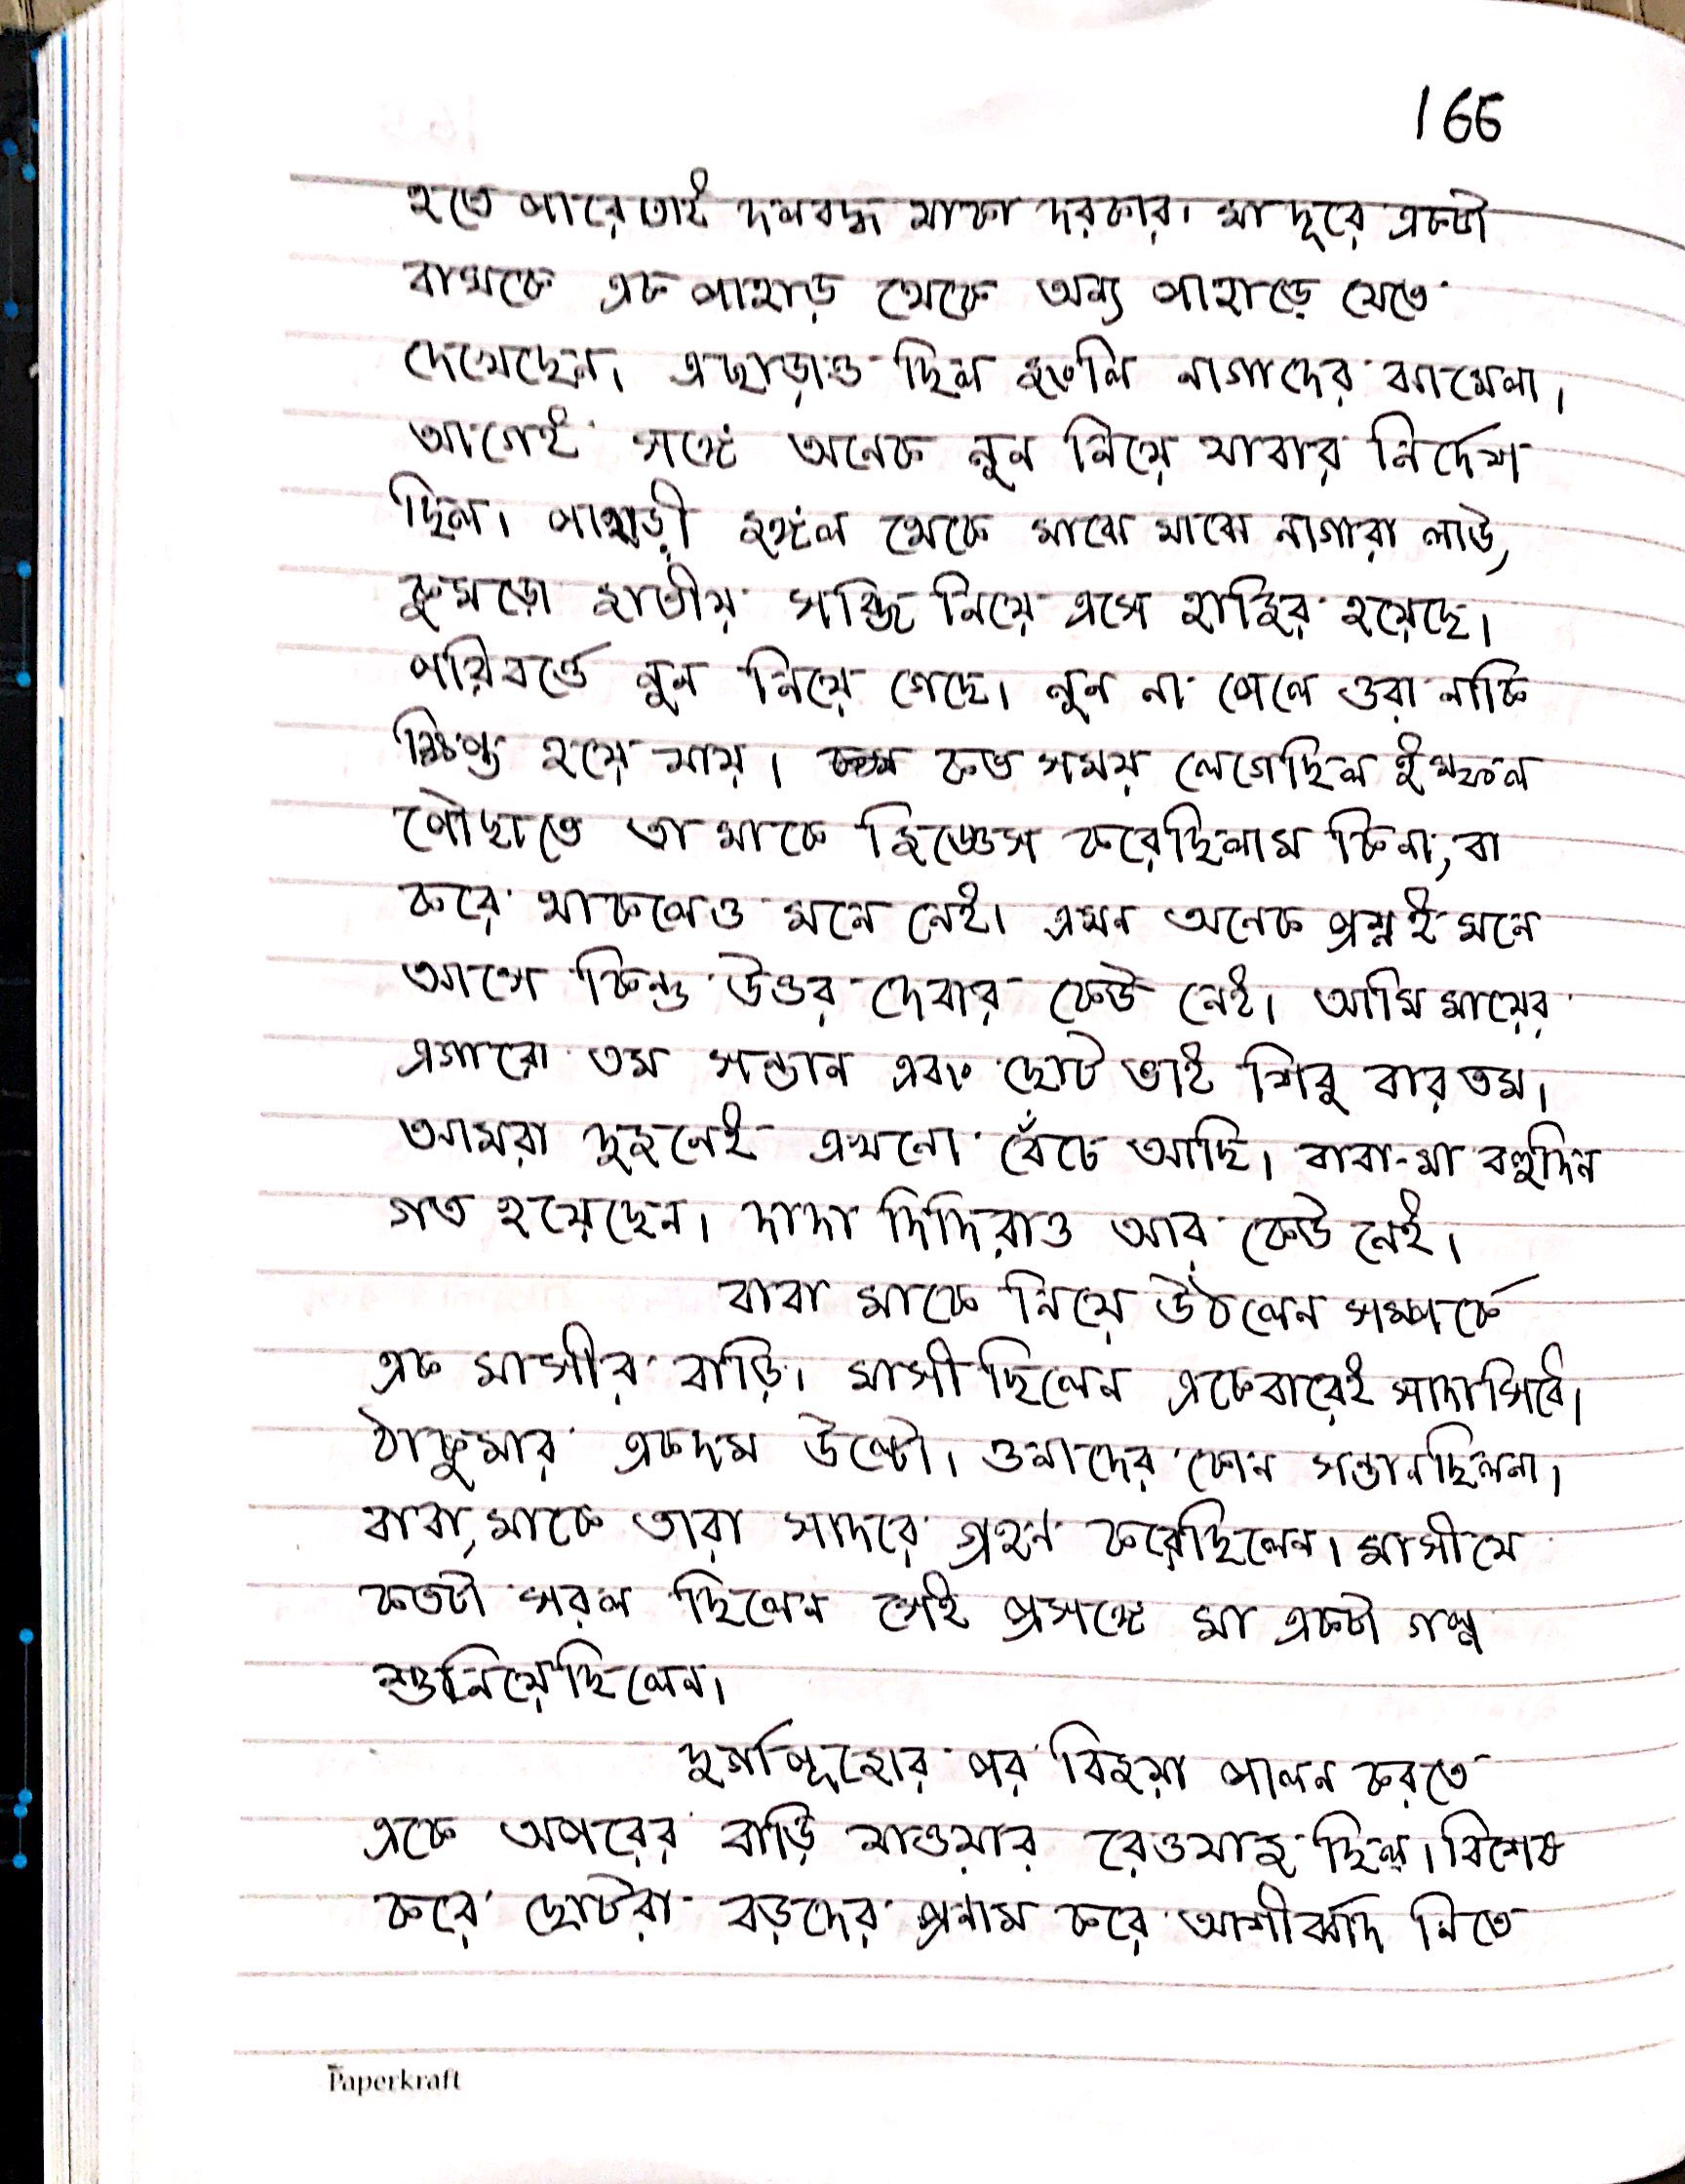 166
হতে পারে তাই দলবদ্ধ থাকা দরকার। মা দূরে একটা
বাঘকে এক পাহাড় থেকে অন্য পাহাড়ে যেতে
দেখেছেন। এছাড়াও ছিল জংলি নাগাদের ঝামেলা।
আগেই সঙ্গে অনেক নুন নিয়ে যাবার নির্দেশ
ছিল। পাহাড়ী জঙ্গল থেকে মাঝে মাঝে নাগারা লাউ,
কুমড়ো জাতীয় সব্জি নিয়ে এসে হাজির হয়েছে।
পরিবর্তে নুন নিয়ে গেছে। নুন না পেলে ওরা নাকি
ক্ষিপ্ত হয়ে যায়। কত সময় লেগেছিল ইম্ফল
পৌছাতে তা মাকে জিজ্ঞেস করেছিলাম কিনা, বা
করে থাকলেও মনে নেই। এমন অনেক প্রশ্নই মনে
আসে কিন্তু উত্তর দেবার কেউ নেই। আমি মায়ের
এগারো তম সন্তান এবং ছোট ভাই শিবু বার তম।
আমরা দুজনেই এখনো বেঁচে আছি। বাবা-মা বহুদিন
গত হয়েছেন। দাদা দিদিরাও আর কেউ নেই।
বাবা মাকে নিয়ে উঠলেন সম্পর্কে
এক মাসীর বাড়ি। মাসী ছিলেন একেবারেই সাদাসিধে।
ঠাকুমার একদম উল্টো। ওনাদের কোন সন্তান ছিলনা।
বাবা, মাকে তারা সাদরে গ্রহণ করেছিলেন। মাসী যে
কতটা সরল ছিলেন সেই প্রসঙ্গে মা একটা গল্প
শুনিয়েছিলেন।
দুর্গাপূজোর পর বিজয়া পালন করতে
একে অপরের বাড়ি যাওয়ার রেওয়াজ ছিল। বিশেষ
করে ছোটরা বড়দের প্রনাম করে আশীর্ব্বাদ নিতে
Paperkraft